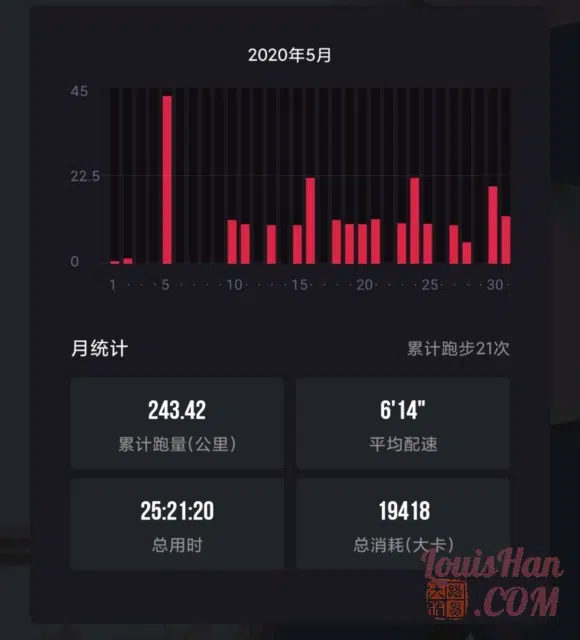 2020年5月
45
22.5
0
1 · · · 5 · · · · 10 · · · · 15 · · · · 20 · · · · 25 · · · · 30 ·
月统计 累计跑步21次
243.42 6'14"
累计跑量(公里) 平均配速
25:21:20 19418
总用时 总消耗(大卡)
LouisHan
.COM